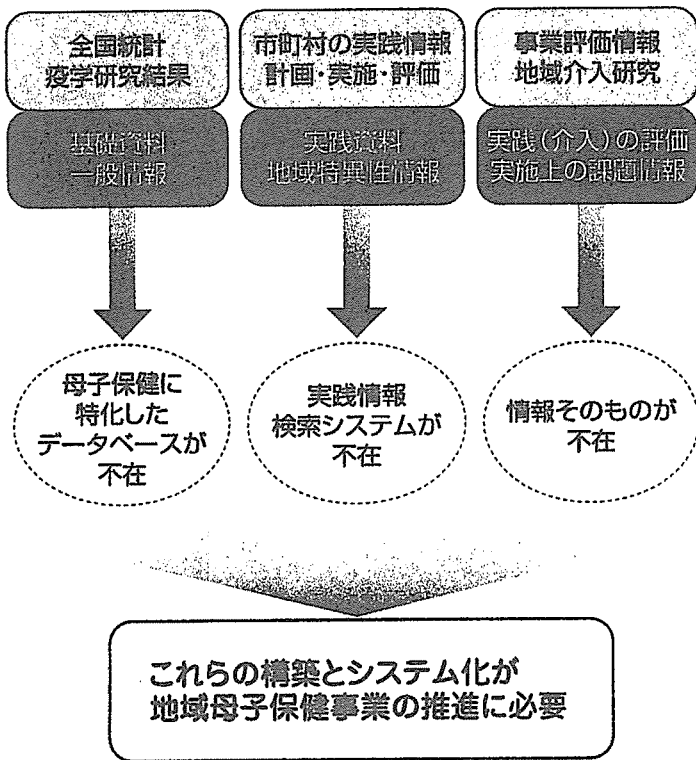 全国統計
疫学研究結果
基礎資料
一般情報
母子保健に
特化した
データベースが
不在
市町村の実践情報
計画・実施・評価
実践資料
地域特異性情報
実践情報
検索システムが
不在
事業評価情報
地域介入研究
実践(介入)の評価
実施上の課題情報
情報そのものが
不在
これらの構築とシステム化が
地域母子保健事業の推進に必要